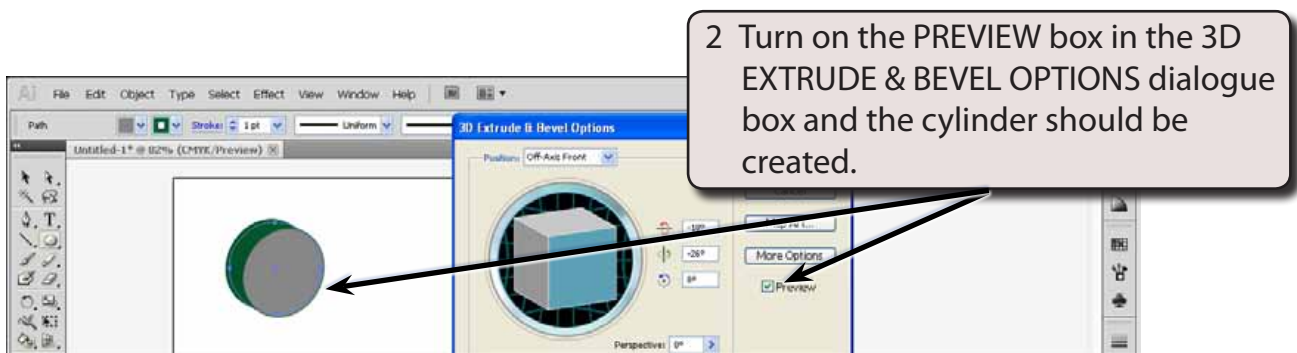 2 Turn on the PREVIEW box in the 3D
EXTRUDE & BEVEL OPTIONS dialogue
box and the cylinder should be
created.
Ai File Edit Object Type Select Effect View Window Help
Path Stroke: 1 pt Uniform
3D Extrude & Bevel Options
Untitled-1* @ 82% (CMYK/Preview)
Position: Off-Axis Front
-26°
More Options
0°
Preview
Perspective: 0°